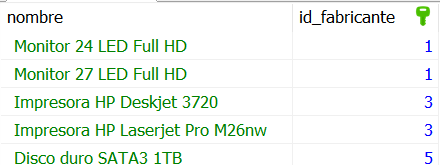 nombre id_fabricante
Monitor 24 LED Full HD 1
Monitor 27 LED Full HD 1
Impresora HP Deskjet 3720 3
Impresora HP Laserjet Pro M26nw 3
Disco duro SATA3 1TB 5